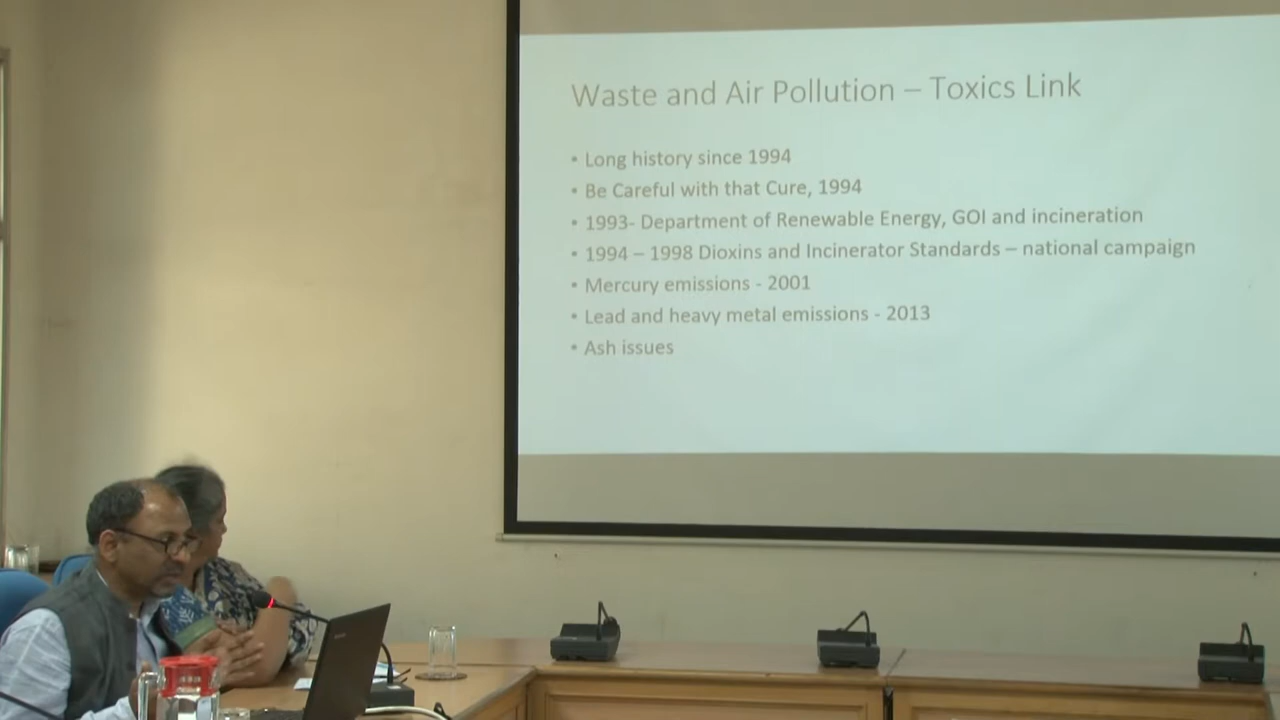 Waste and Air Pollution – Toxics Link
• Long history since 1994
• Be Careful with that Cure, 1994
• 1993- Department of Renewable Energy, GOI and incineration
• 1994 – 1998 Dioxins and Incinerator Standards – national campaign
• Mercury emissions - 2001
• Lead and heavy metal emissions - 2013
• Ash issues